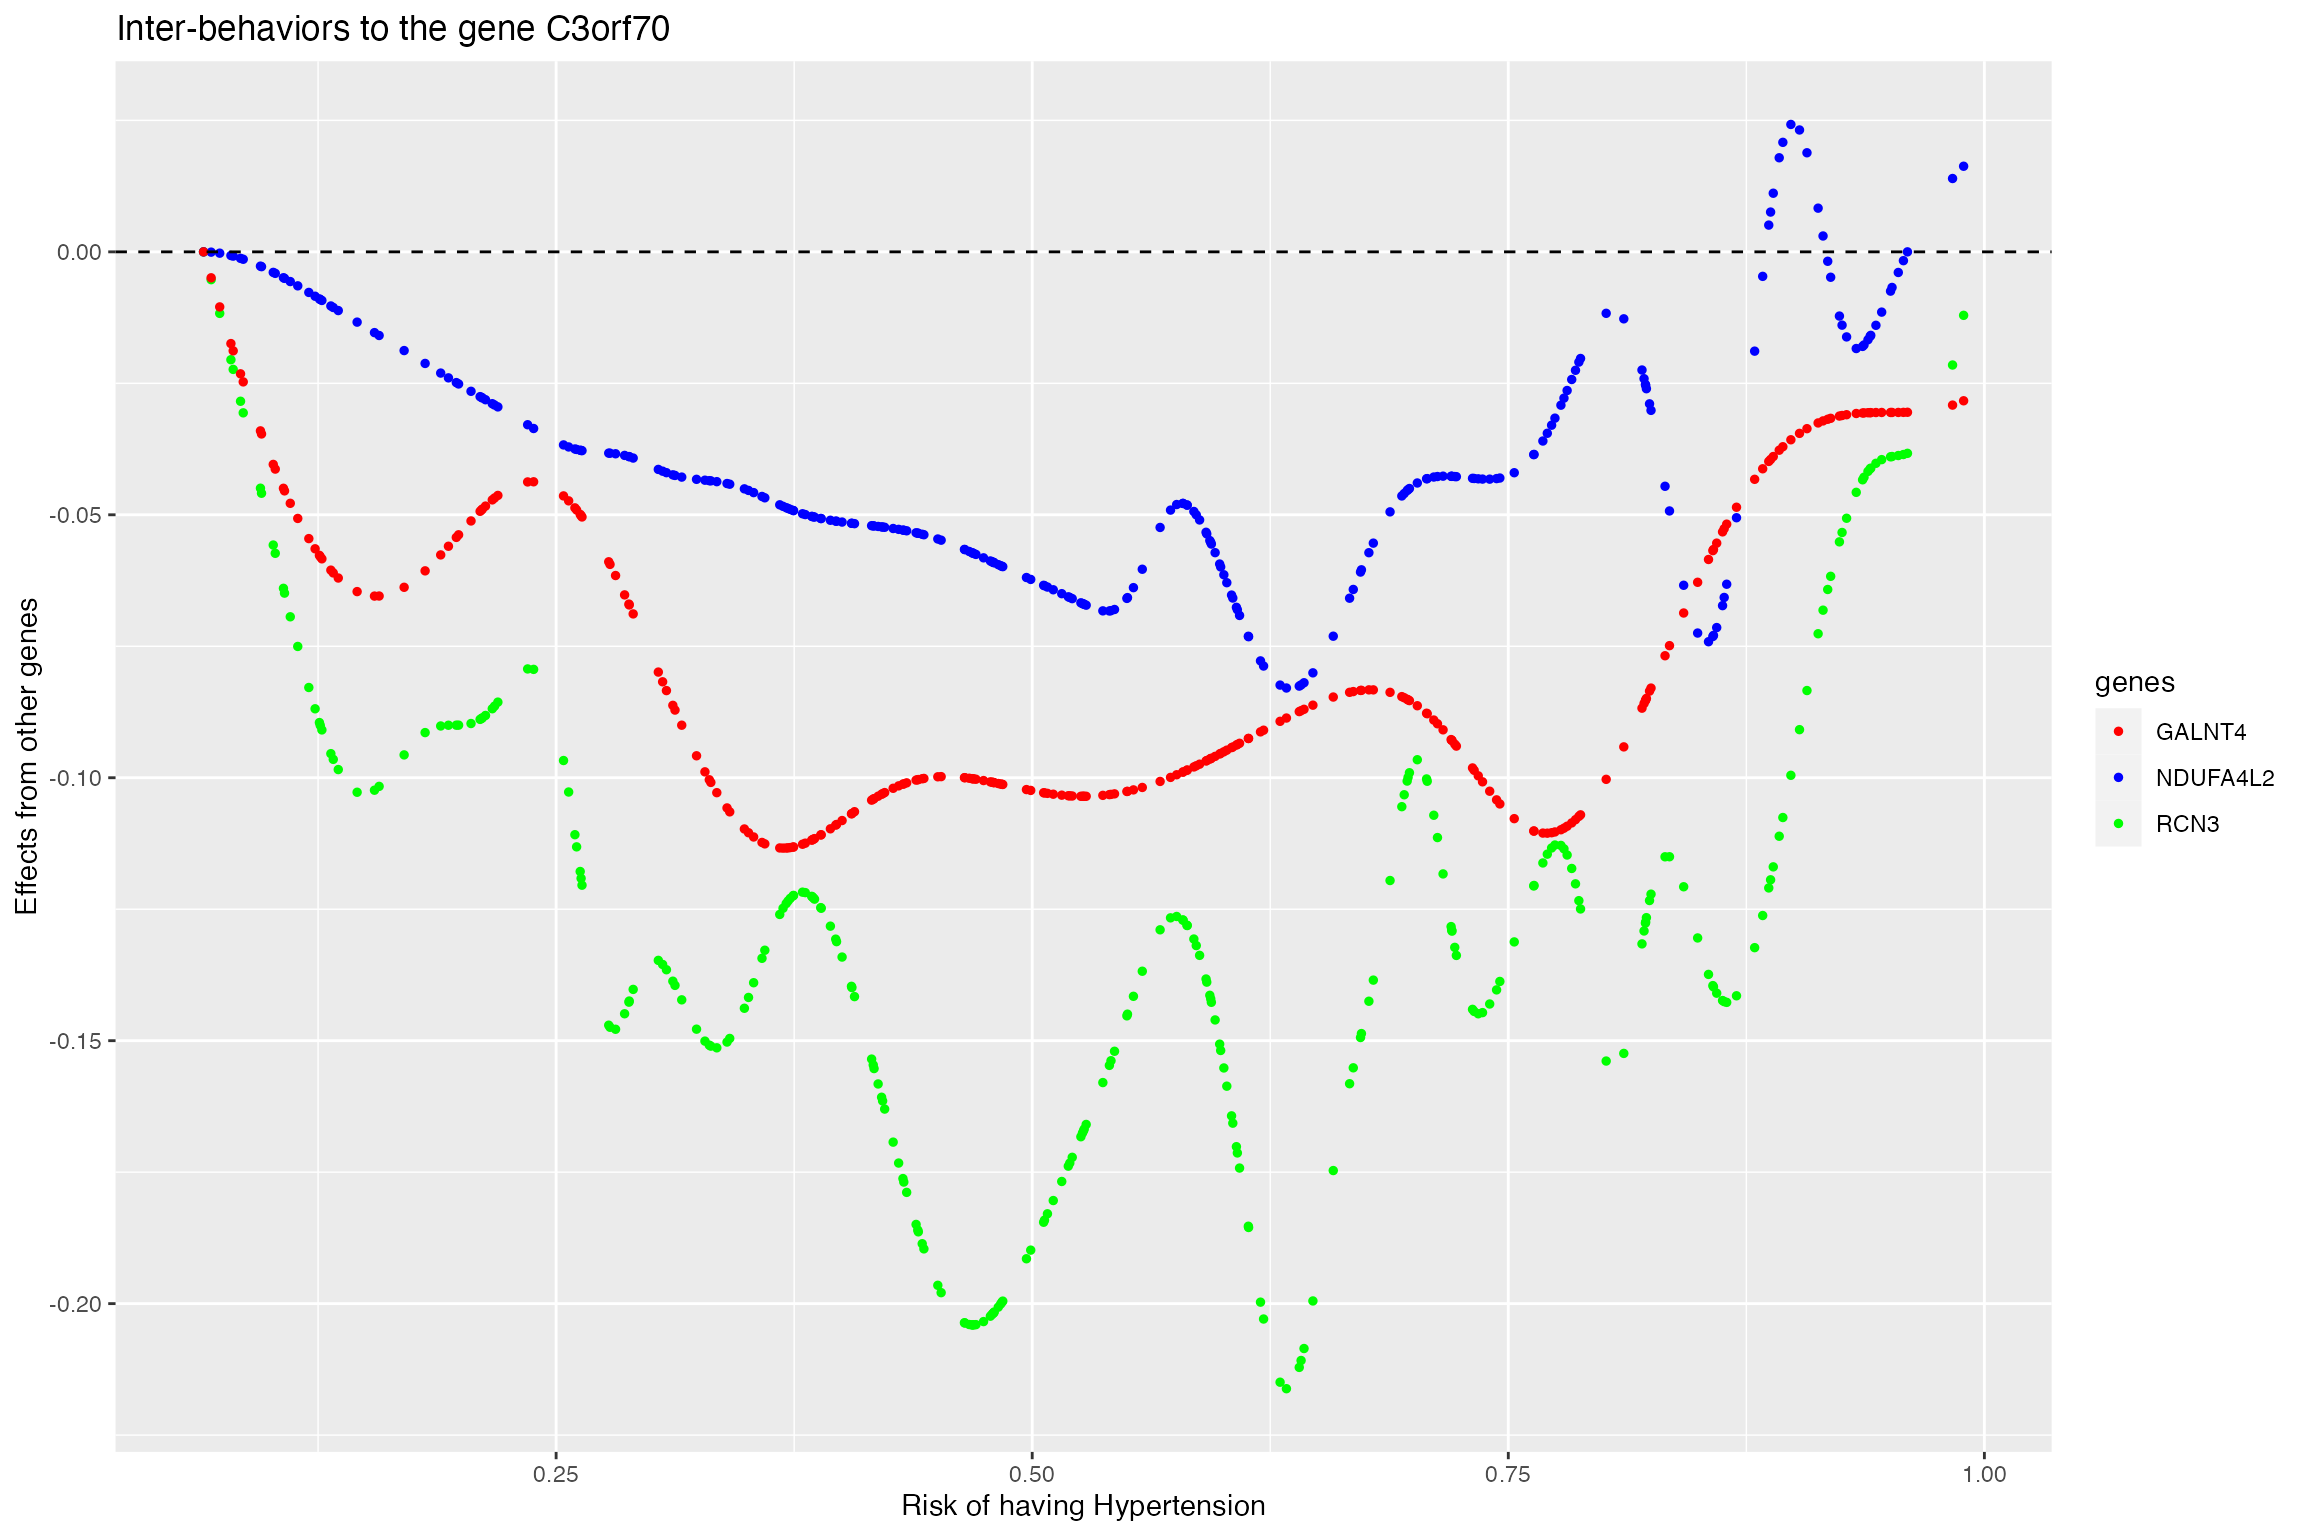 Inter-behaviors to the gene C3orf70
Effects from other genes
0.00
-0.05
-0.10
-0.15
-0.20
0.25
0.50
0.75
1.00
Risk of having Hypertension
genes
GALNT4
NDUFA4L2
RCN3